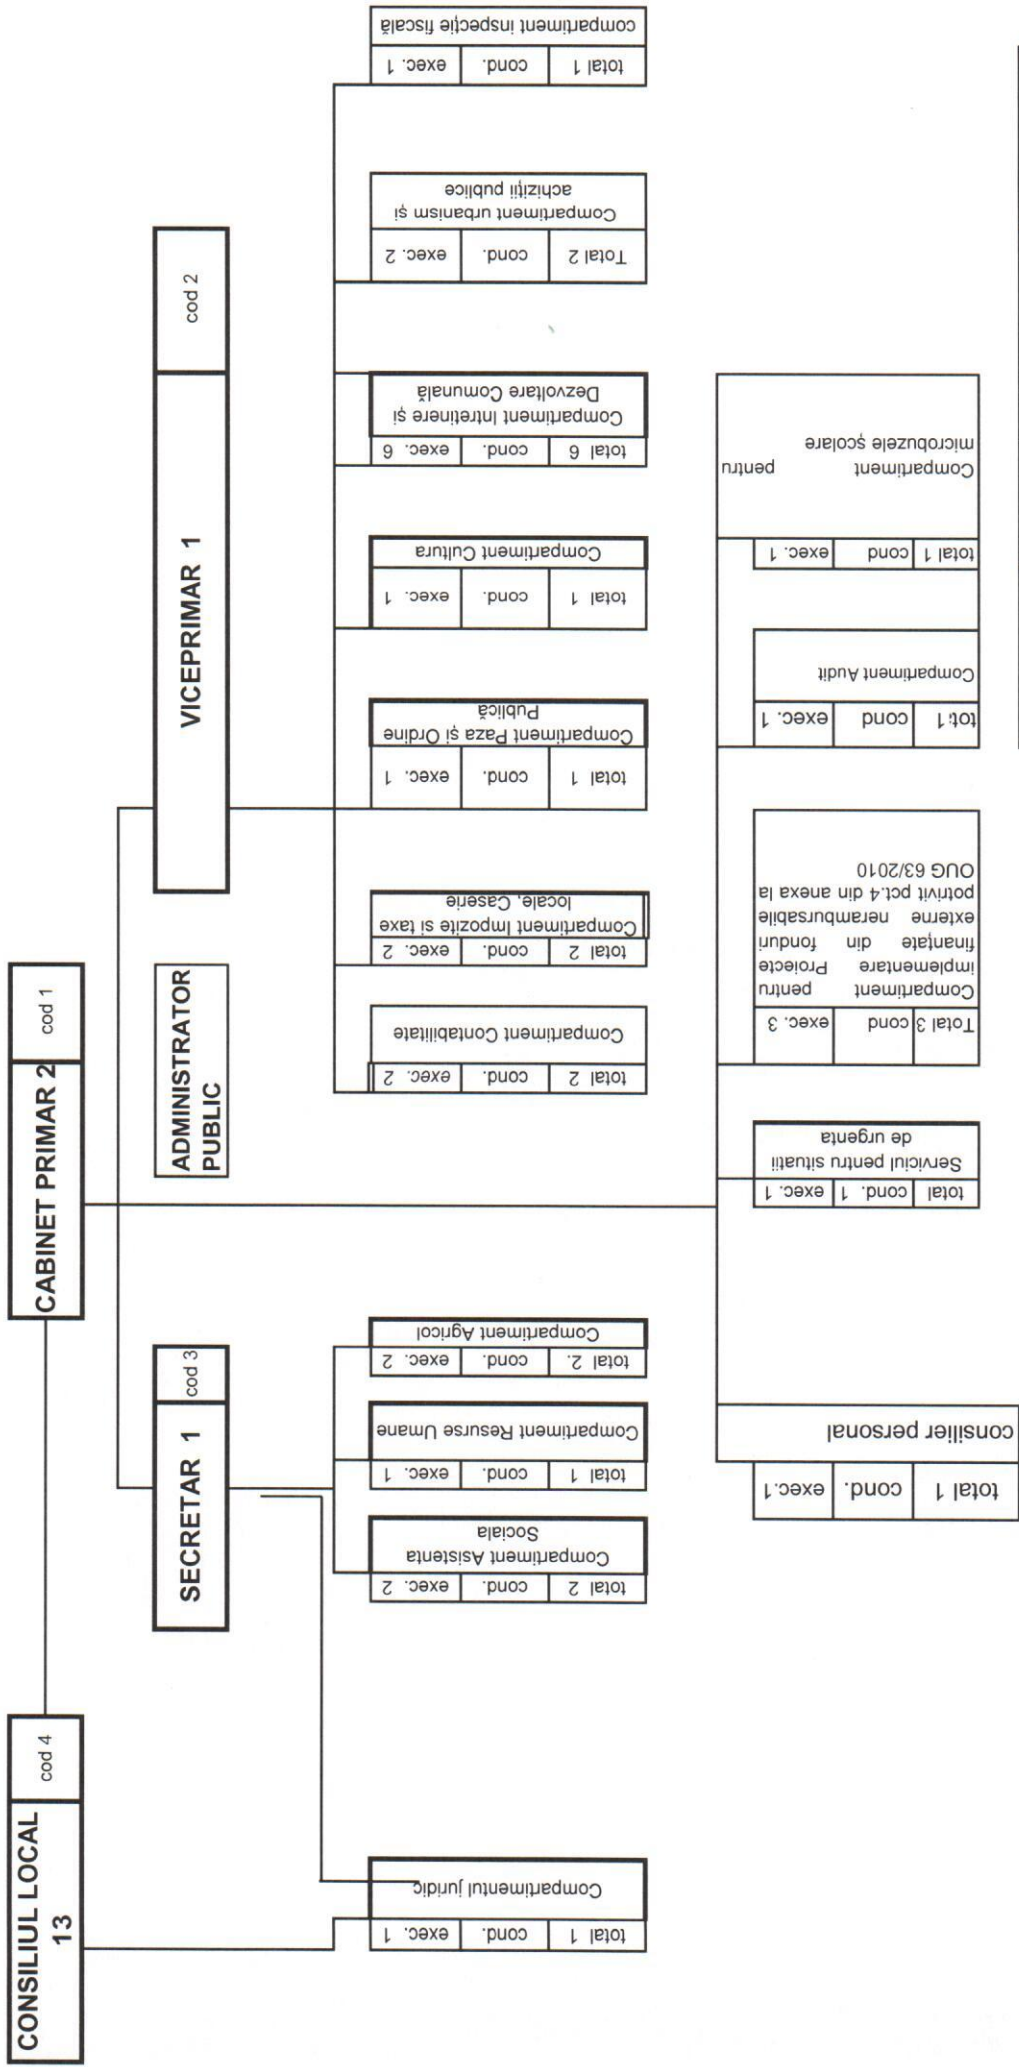 CONSILIUL LOCAL
13
cod 4
CABINET PRIMAR 2
cod 1
SECRETAR 1
cod 3
ADMINISTRATOR
PUBLIC
VICEPRIMAR 1
cod 2
Compartimentul juridic
total 1
cond.
exec. 1
Compartiment Asistenta
Sociala
total 2
cond.
exec. 2
Compartiment Resurse Umane
total 1
cond.
exec. 1
Compartiment Agricol
total 2.
cond.
exec. 2
Compartiment Contabilitate
total 2
cond.
exec. 2
Compartiment Impozite si taxe
locale, Caserie
total 2
cond.
exec. 2
Compartiment Paza și Ordine
Publică
total 1
cond.
exec. 1
Compartiment Cultura
total 1
cond.
exec. 1
Compartiment Intretinere și
Dezvoltare Comunală
total 6
cond.
exec. 6
Compartiment urbanism și
achiziții publice
Total 2
cond.
exec. 2
compartiment inspecție fiscală
total 1
cond.
exec. 1
consilier personal
total 1
cond.
exec.1
Serviciul pentru situatii
de urgenta
total
cond. 1
exec. 1
Compartiment pentru
implementare Proiecte
finanțate din fonduri
externe nerambursabile
potrivit pct.4 din anexa la
OUG 63/2010
Total 3
cond
exec. 3
Compartiment Audit
tot:1
cond
exec. 1
Compartiment pentru
microbuzele școlare
total 1
cond
exec. 1